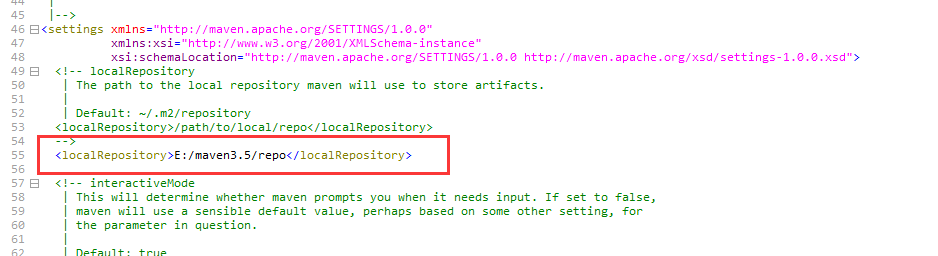 44 |
45 |-->
46 <settings xmlns="http://maven.apache.org/SETTINGS/1.0.0"
47 xmlns:xsi="http://www.w3.org/2001/XMLSchema-instance"
48 xsi:schemaLocation="http://maven.apache.org/SETTINGS/1.0.0 http://maven.apache.org/xsd/settings-1.0.0.xsd">
49 <!-- localRepository
50 | The path to the local repository maven will use to store artifacts.
51 |
52 | Default: ~/.m2/repository
53 <localRepository>/path/to/local/repo</localRepository>
54 -->
55 <localRepository>E:/maven3.5/repo</localRepository>
56
57 <!-- interactiveMode
58 | This will determine whether maven prompts you when it needs input. If set to false,
59 | maven will use a sensible default value, perhaps based on some other setting, for
60 | the parameter in question.
61 |
62 | Default: true